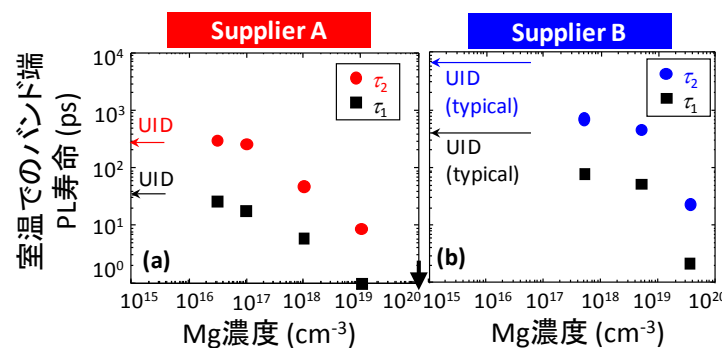 Supplier A
Supplier B
室温でのバンド端
PL寿命 (ps)
10⁴
10³
10²
10¹
10⁰
UID
UID
τ₂
τ₁
(a)
10¹⁵ 10¹⁶ 10¹⁷ 10¹⁸ 10¹⁹ 10²⁰
Mg濃度 (cm⁻³)
UID
(typical)
UID
(typical)
τ₂
τ₁
(b)
10¹⁵ 10¹⁶ 10¹⁷ 10¹⁸ 10¹⁹ 10²⁰
Mg濃度 (cm⁻³)